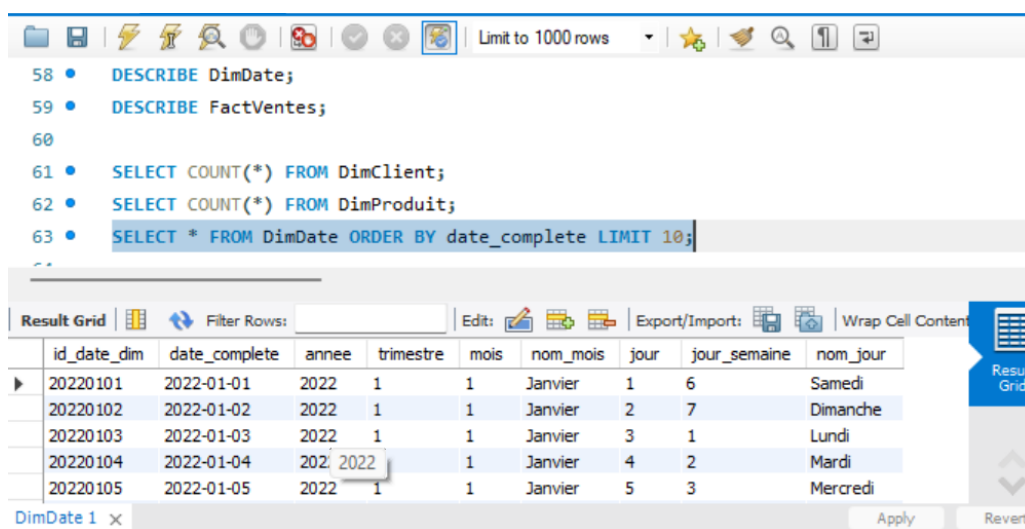 Limit to 1000 rows
58 DESCRIBE DimDate;
59 DESCRIBE FactVentes;
60
61 SELECT COUNT(*) FROM DimClient;
62 SELECT COUNT(*) FROM DimProduit;
63 SELECT * FROM DimDate ORDER BY date_complete LIMIT 10;
Result Grid Filter Rows: Edit: Export/Import: Wrap Cell Content
id_date_dim date_complete annee trimestre mois nom_mois jour jour_semaine nom_jour
20220101 2022-01-01 2022 1 1 Janvier 1 6 Samedi
20220102 2022-01-02 2022 1 1 Janvier 2 7 Dimanche
20220103 2022-01-03 2022 1 1 Janvier 3 1 Lundi
20220104 2022-01-04 202 2022 1 Janvier 4 2 Mardi
20220105 2022-01-05 2022 1 1 Janvier 5 3 Mercredi
Resu
Grid
DimDate 1 Apply Revert